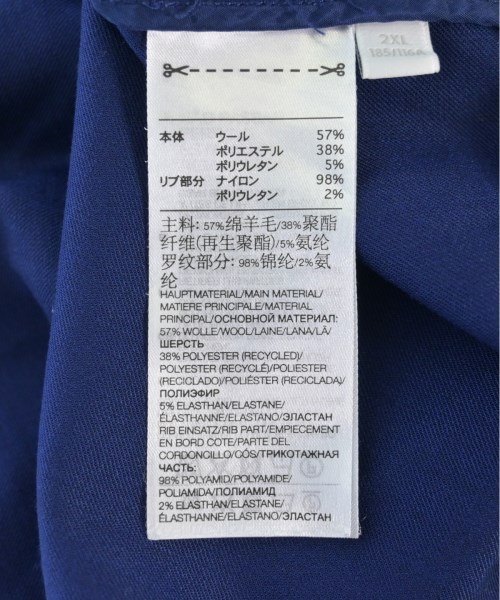 2XL
185/116A
本体 ウール 57%
ポリエステル 38%
ポリウレタン 5%
リブ部分 ナイロン 98%
ポリウレタン 2%
主料: 57%绵羊毛/38%聚酯
纤维(再生聚酯)/5%氨纶
罗纹部分: 98%锦纶/2%氨
纶
HAUPTMATERIAL/MAIN MATERIAL/
MATIERE PRINCIPALE/MATERIAL
PRINCIPAL/ОСНОВНОЙ МАТЕРИАЛ:
57% WOLLE/WOOL/LAINE/LANA/LÃ/
ШЕРСТЬ
38% POLYESTER (RECYCLED)/
POLYESTER (RECYCLÉ)/POLIESTER
(RECICLADO)/POLIÉSTER (RECICLADA)/
ПОЛИЭФИР
5% ELASTHAN/ELASTANE/
ÉLASTHANNE/ELASTANO/ЭЛАСТАН
RIB EINSATZ/RIB PART/EMPIECEMENT
EN BORD COTE/PARTE DEL
CORDONCILLO/CÓS/ТРИКОТАЖНАЯ
ЧАСТЬ:
98% POLYAMID/POLYAMIDE/
POLIAMIDA/ПОЛИАМИД
2% ELASTHAN/ELASTANE/
ÉLASTHANNE/ELASTANO/ЭЛАСТАН